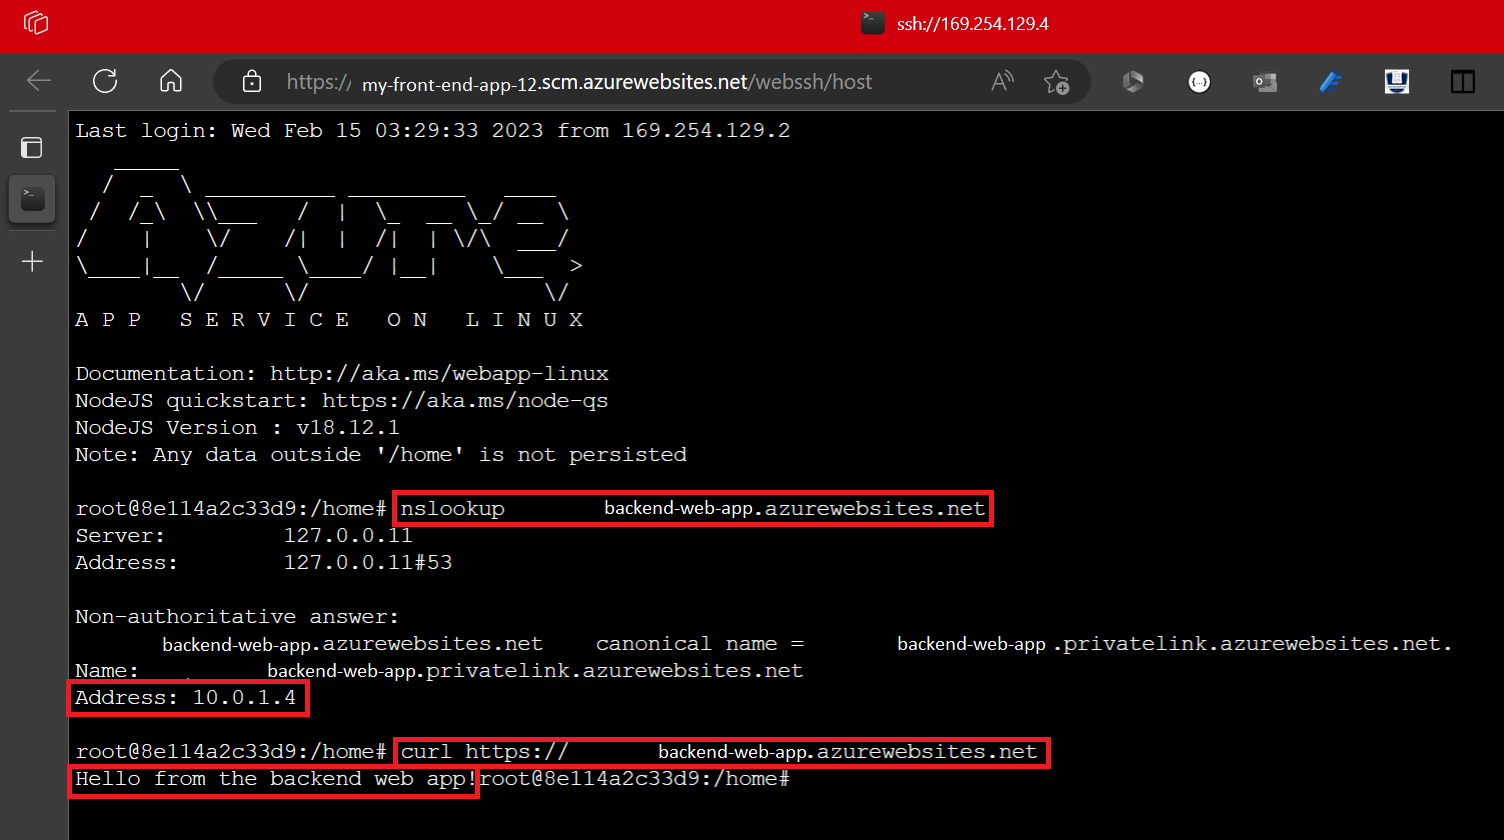 ssh://169.254.129.4
https:// my-front-end-app-12.scm.azurewebsites.net/webssh/host
Last login: Wed Feb 15 03:29:33 2023 from 169.254.129.2
A P P   S E R V I C E   O N   L I N U X
Documentation: http://aka.ms/webapp-linux
NodeJS quickstart: https://aka.ms/node-qs
NodeJS Version : v18.12.1
Note: Any data outside '/home' is not persisted
root@8e114a2c33d9:/home# nslookup backend-web-app.azurewebsites.net
Server: 127.0.0.11
Address: 127.0.0.11#53
Non-authoritative answer:
backend-web-app.azurewebsites.net canonical name = backend-web-app .privatelink.azurewebsites.net.
Name: backend-web-app.privatelink.azurewebsites.net
Address: 10.0.1.4
root@8e114a2c33d9:/home# curl https:// backend-web-app.azurewebsites.net
Hello from the backend web app!root@8e114a2c33d9:/home#